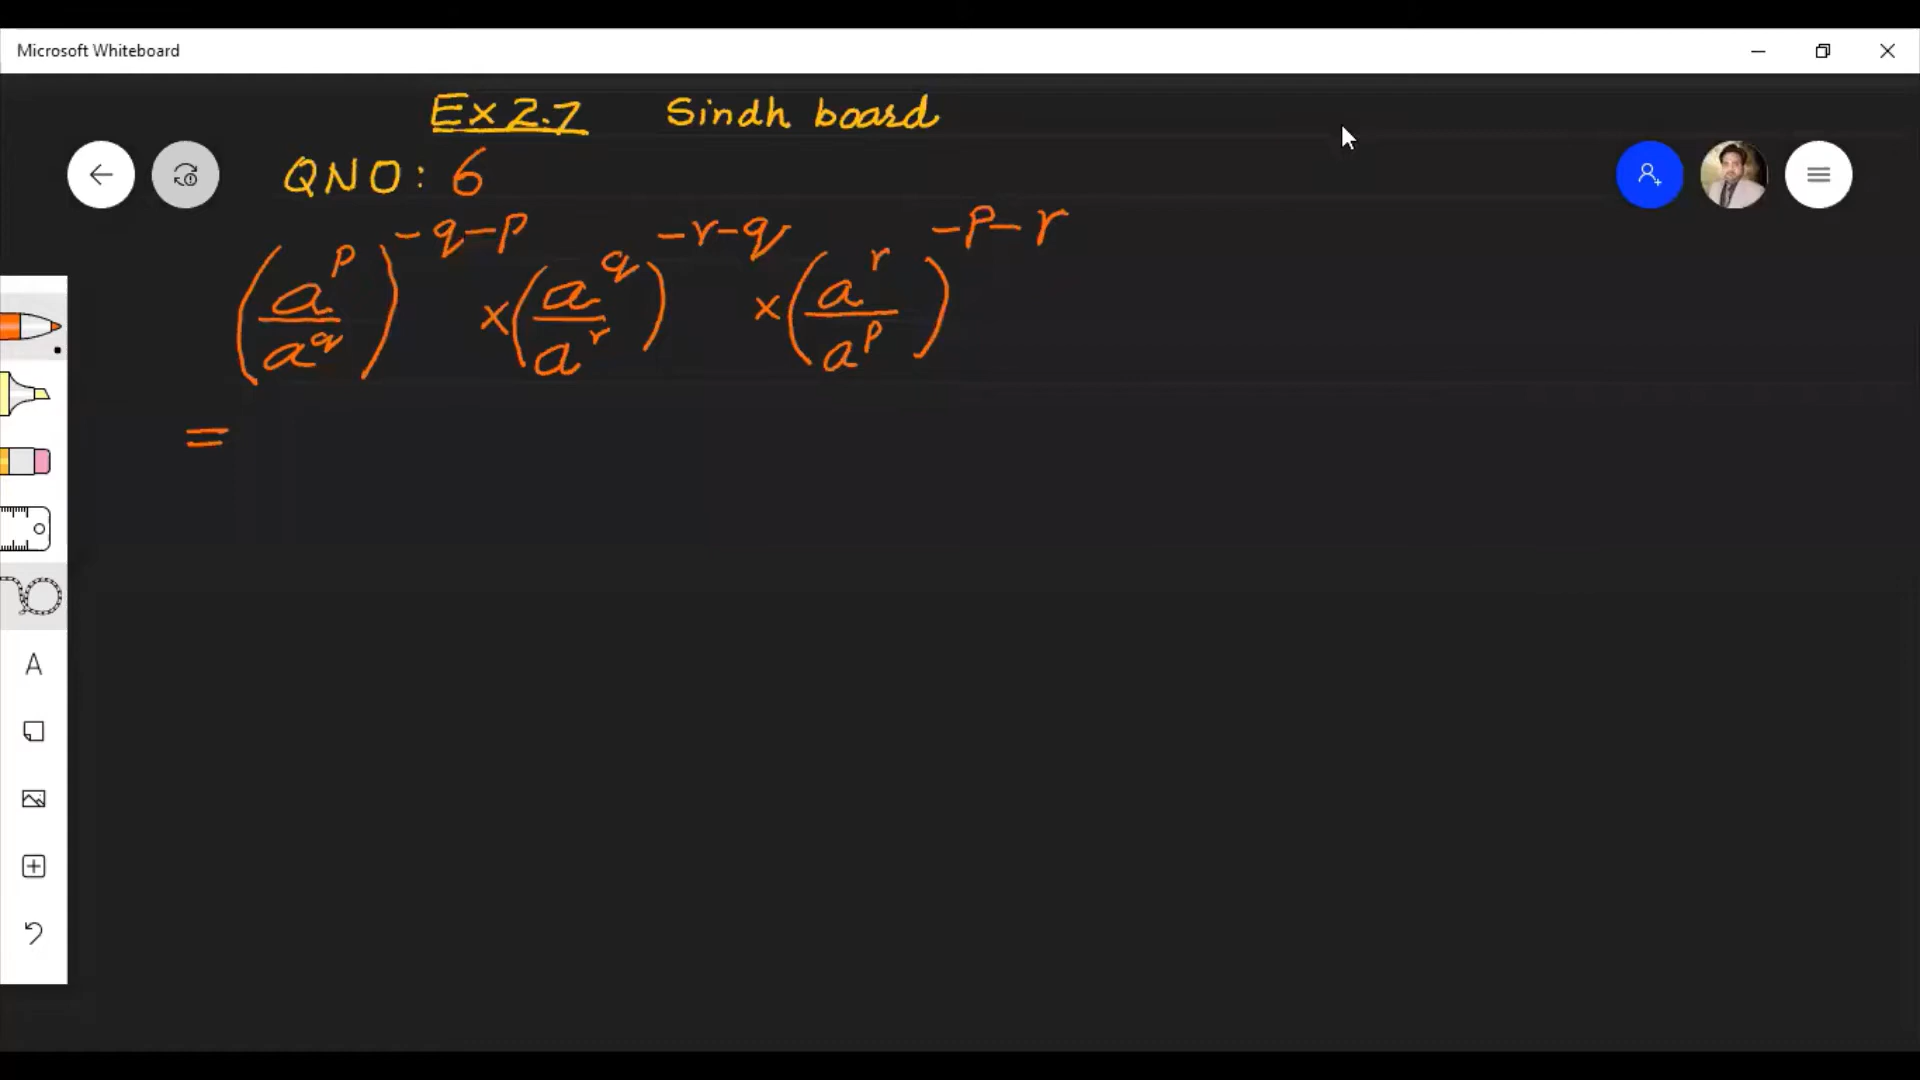 Microsoft Whiteboard
Ex 2.7 Sindh board
QNO: 6
(a^p/a^q)^{-q-p} × (a^q/a^r)^{-r-q} × (a^r/a^p)^{-p-r}
=
A